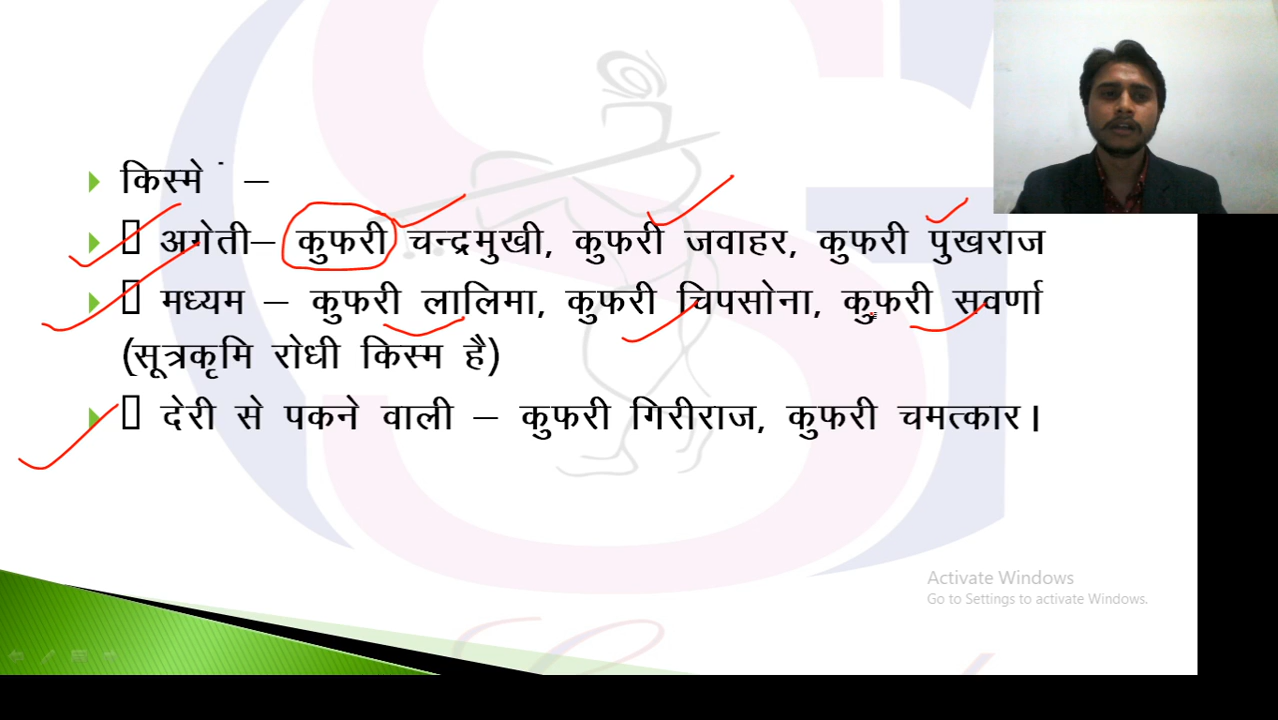 किस्मे ं –
अगेती– कुफरी चन्द्रमुखी, कुफरी जवाहर, कुफरी पुखराज
मध्यम – कुफरी लालिमा, कुफरी चिपसोना, कुफरी सवर्णा
(सूत्रकृमि रोधी किस्म है)
देरी से पकने वाली – कुफरी गिरीराज, कुफरी चमत्कार।
Activate Windows
Go to Settings to activate Windows.